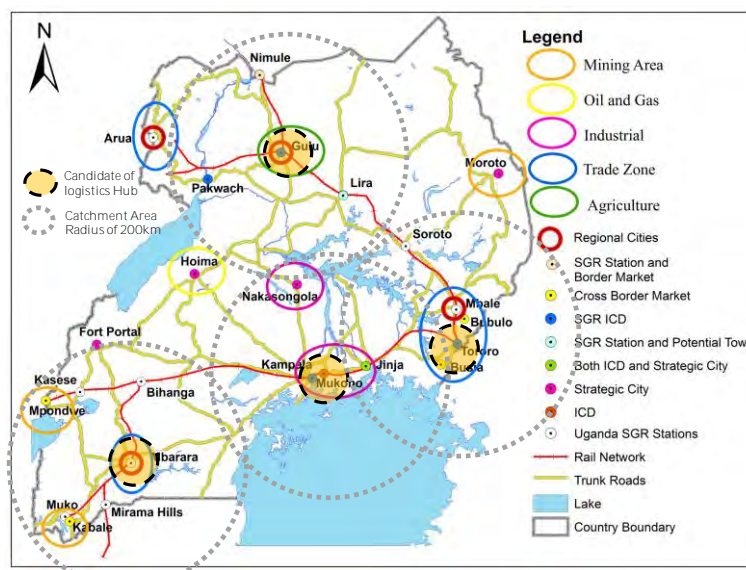 N
Nimule
Arua
Gulu
Pakwach
Lira
Moroto
Soroto
Hoima
Nakasongola
Mbale
Bubulo
Tororo
Busia
Fort Portal
Kampala
Mukono
Jinja
Kasese
Mpondwe
Bihanga
Mbarara
Muko
Kabale
Mirama Hills
Candidate of
logistics Hub
Catchment Area
Radius of 200km
Legend
Mining Area
Oil and Gas
Industrial
Trade Zone
Agriculture
Regional Cities
SGR Station and
Border Market
Cross Border Market
SGR ICD
SGR Station and Potential Tow
Both ICD and Strategic City
Strategic City
ICD
Uganda SGR Stations
Rail Network
Trunk Roads
Lake
Country Boundary